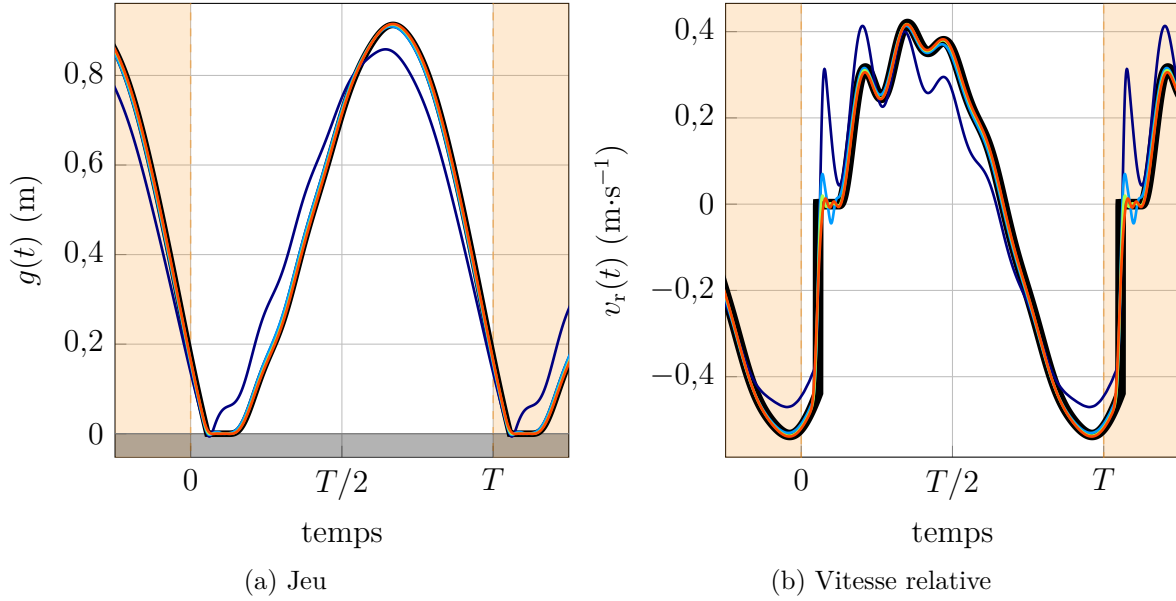 0,8
0,6
0,4
0,2
0
g(t) (m)
0
T/2
T
temps
(a) Jeu
0,4
0,2
0
−0,2
−0,4
v_r(t) (m·s⁻¹)
0
T/2
T
temps
(b) Vitesse relative